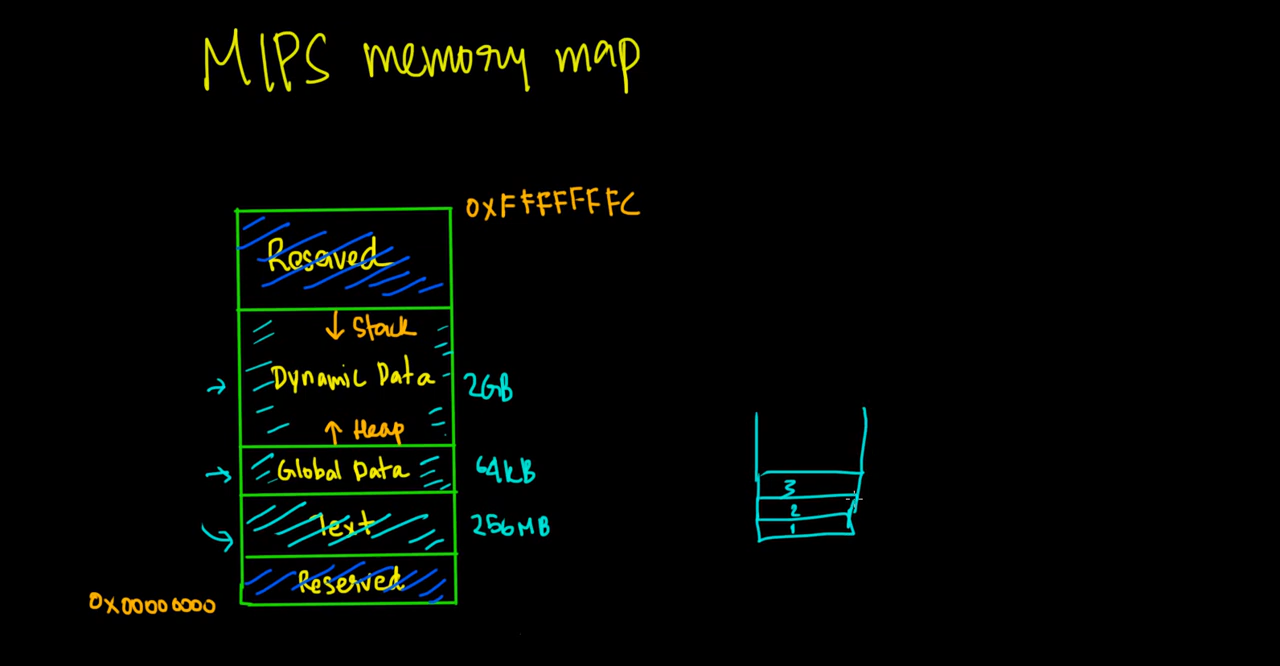 MIPS memory map
0xFFFFFFFC
Reserved
↓ Stack
Dynamic Data
2GB
↑ Heap
Global Data
64KB
Text
256MB
Reserved
0x00000000
3
2
1